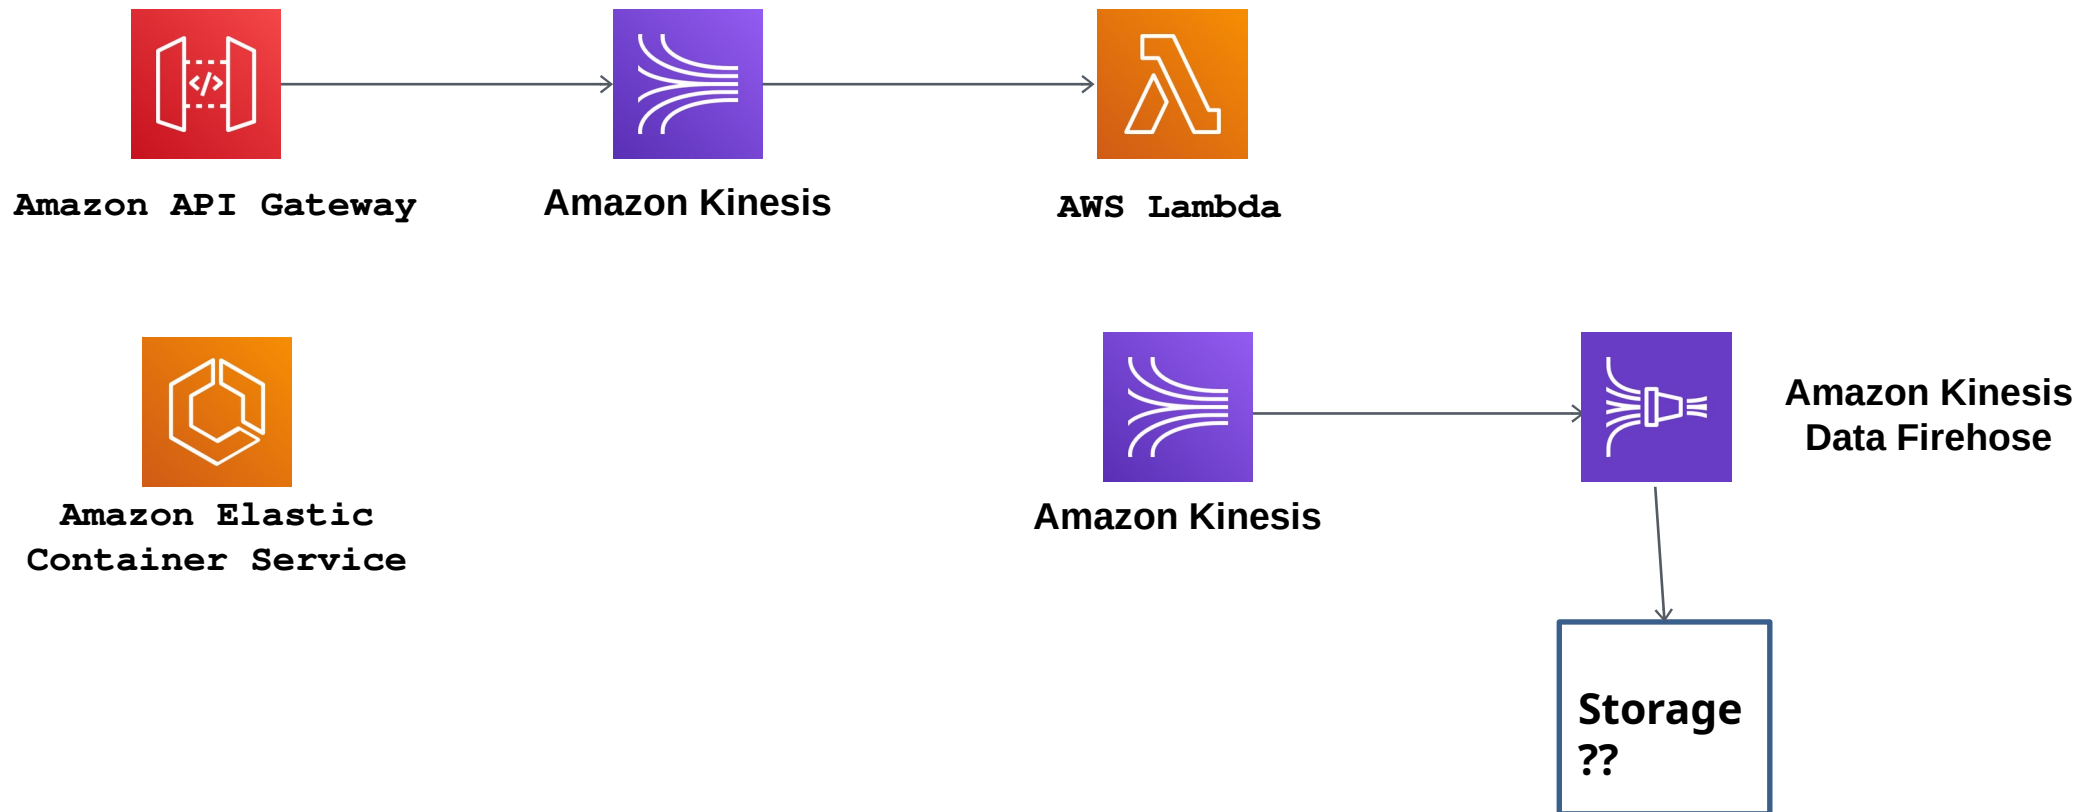 Amazon API Gateway
Amazon Kinesis
AWS Lambda
</>
Amazon Elastic
Container Service
Amazon Kinesis
Amazon Kinesis
Data Firehose
Storage
??